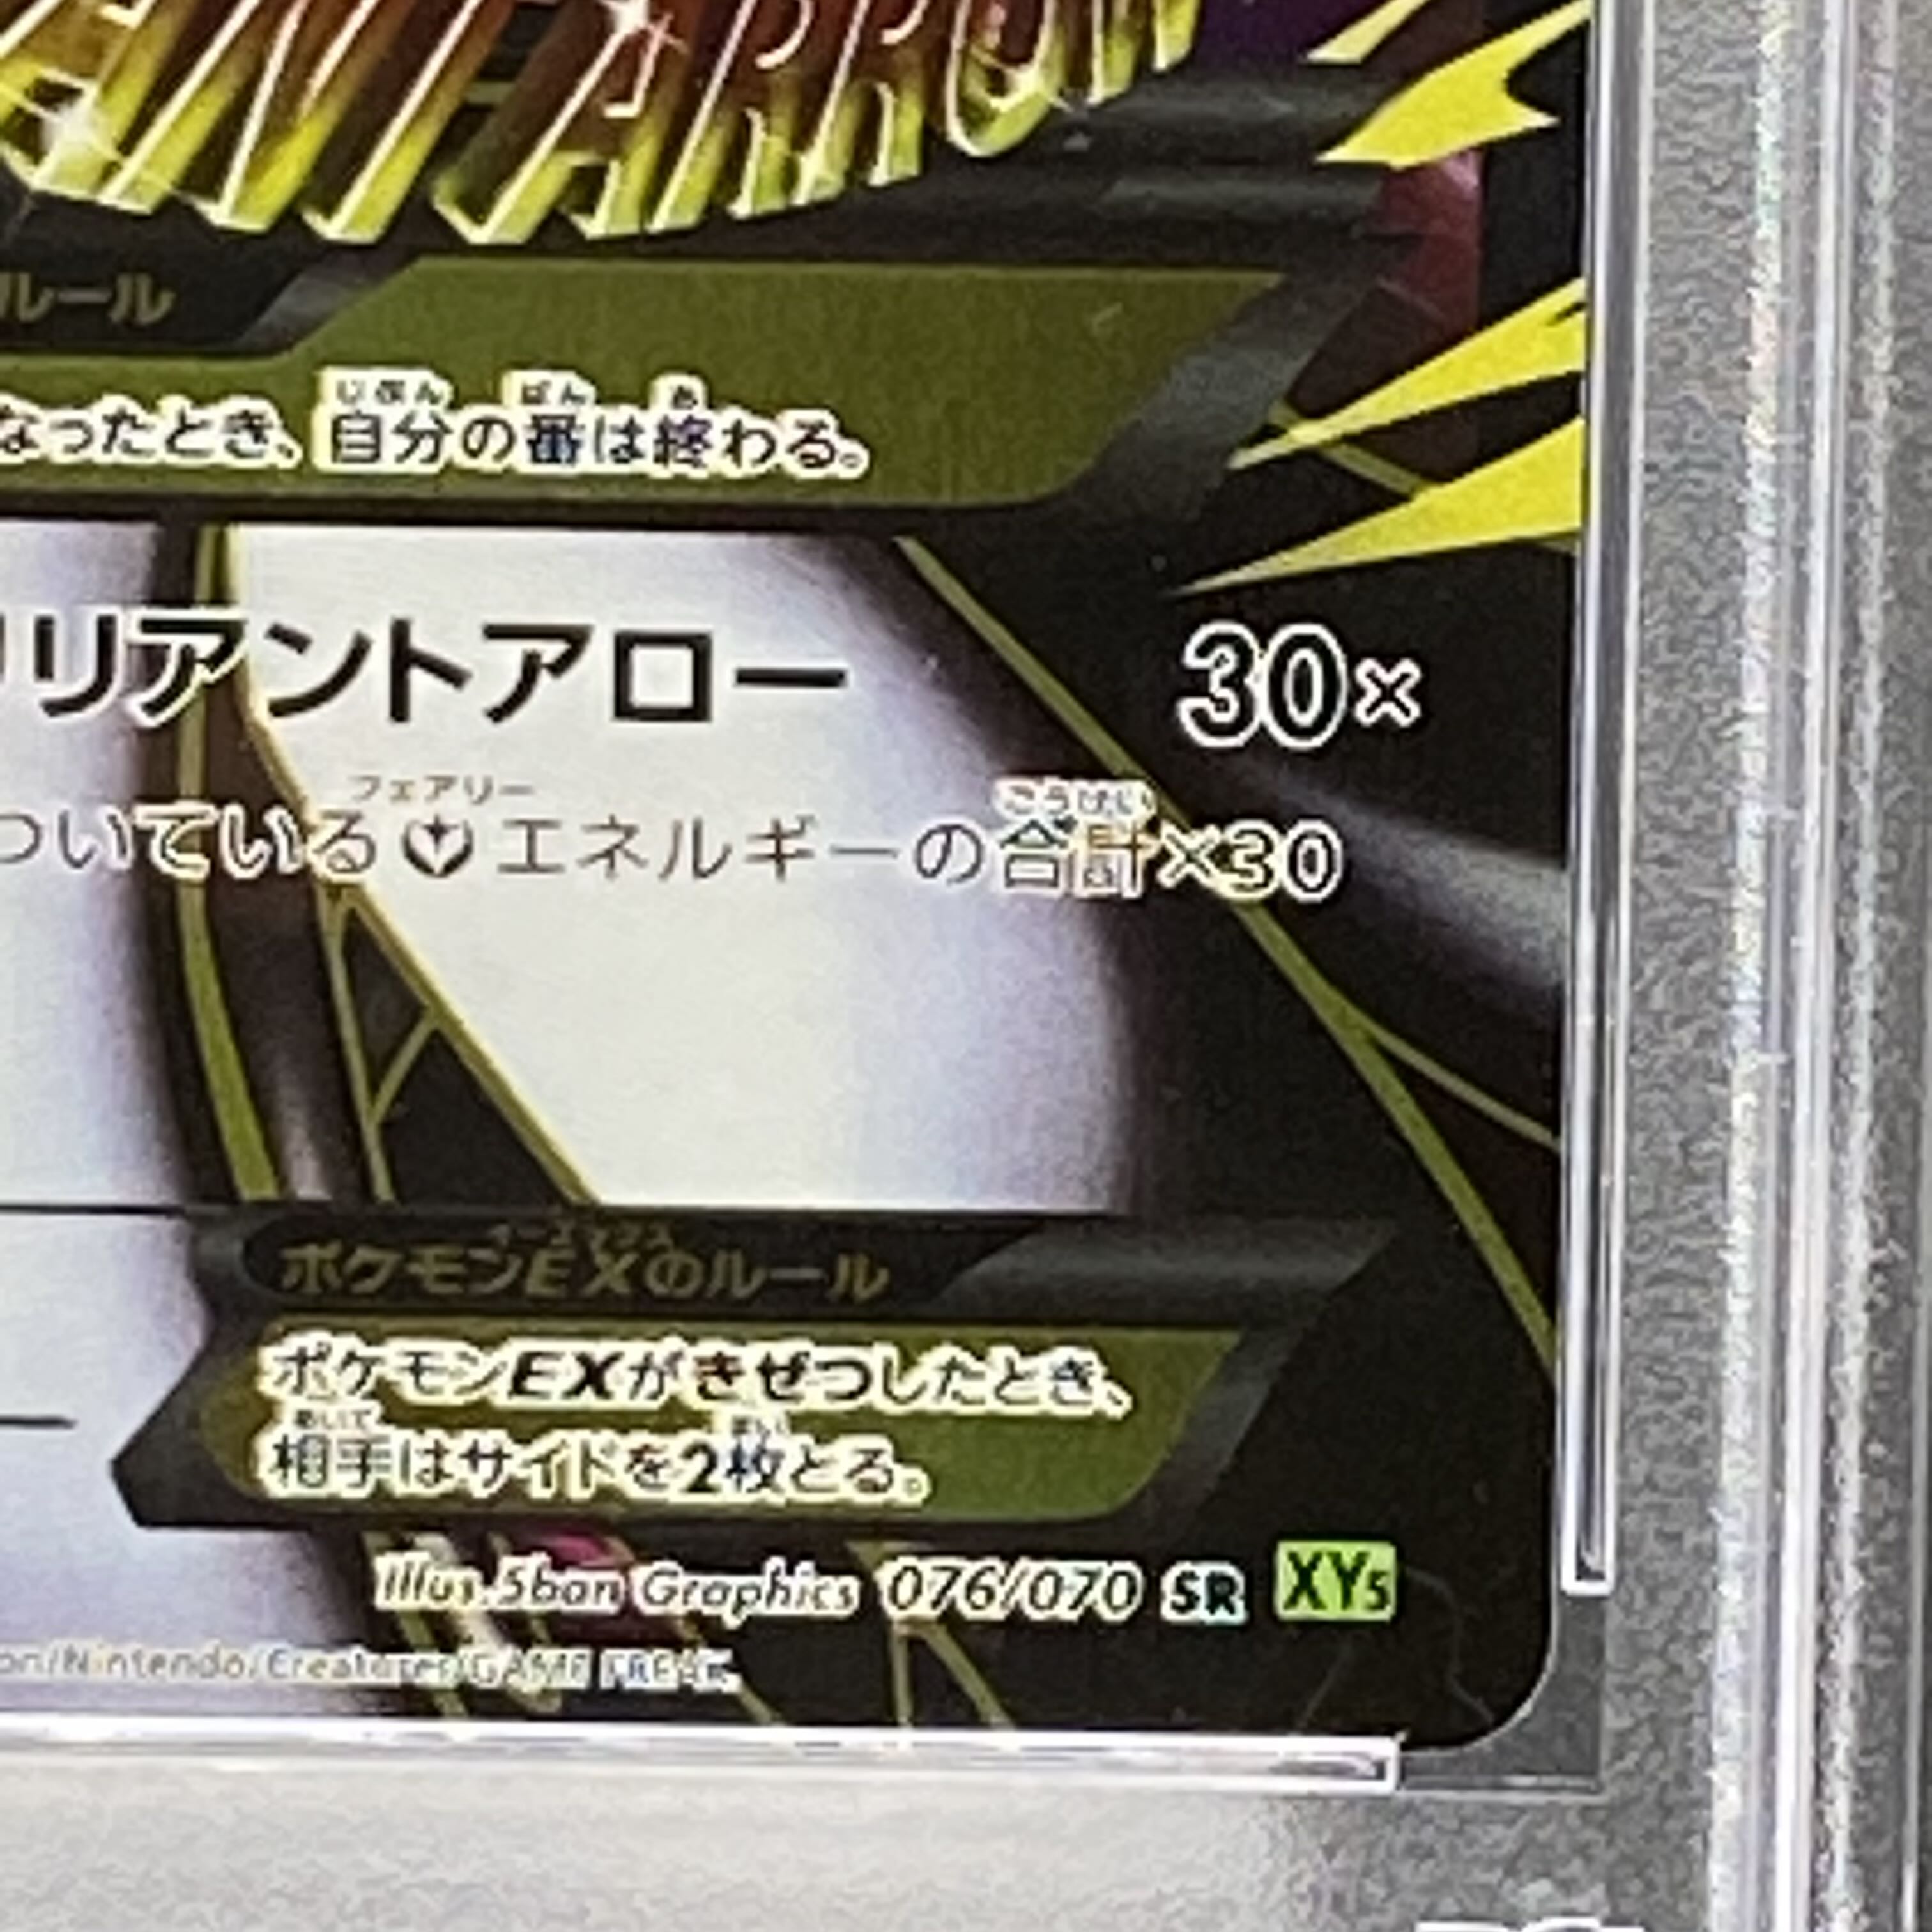 ルール
なったとき、自分の番は終わる。
リアントアロー 30×
ついているエネルギーの合計×30
ポケモンEXのルール
ポケモンEXがきぜつしたとき、
相手はサイドを2枚とる。
Illus. 5ban Graphics 076/070 SR XY5
/Nintendo/Creatures/GAME FREAK.